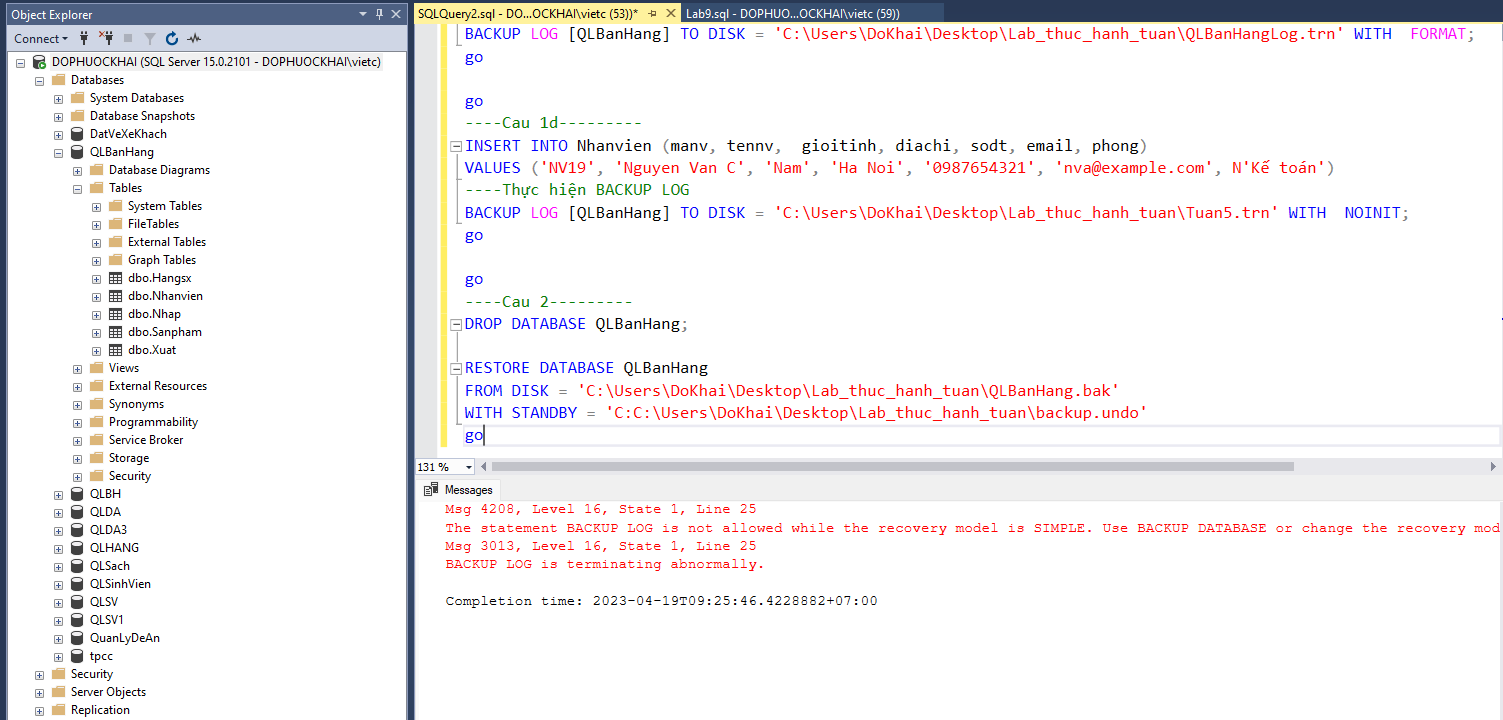 Object Explorer
Connect
DOPHUOCKHAI (SQL Server 15.0.2101 - DOPHUOCKHAI\vietc)
Databases
System Databases
Database Snapshots
DatVeXeKhach
QLBanHang
Database Diagrams
Tables
System Tables
FileTables
External Tables
Graph Tables
dbo.Hangsx
dbo.Nhanvien
dbo.Nhap
dbo.Sanpham
dbo.Xuat
Views
External Resources
Synonyms
Programmability
Service Broker
Storage
Security
QLBH
QLDA
QLDA3
QLHANG
QLSach
QLSinhVien
QLSV
QLSV1
QuanLyDeAn
tpcc
Security
Server Objects
Replication
SQLQuery2.sql - DO...OCKHAI\vietc (53))* Lab9.sql - DOPHUO...OCKHAI\vietc (59))
BACKUP LOG [QLBanHang] TO DISK = 'C:\Users\DoKhai\Desktop\Lab_thuc_hanh_tuan\QLBanHangLog.trn' WITH  FORMAT;
go
go
----Cau 1d---------
INSERT INTO Nhanvien (manv, tennv,  gioitinh, diachi, sodt, email, phong)
VALUES ('NV19', 'Nguyen Van C', 'Nam', 'Ha Noi', '0987654321', 'nva@example.com', N'Kế toán')
----Thực hiện BACKUP LOG
BACKUP LOG [QLBanHang] TO DISK = 'C:\Users\DoKhai\Desktop\Lab_thuc_hanh_tuan\Tuan5.trn' WITH  NOINIT;
go
go
----Cau 2---------
DROP DATABASE QLBanHang;
RESTORE DATABASE QLBanHang
FROM DISK = 'C:\Users\DoKhai\Desktop\Lab_thuc_hanh_tuan\QLBanHang.bak'
WITH STANDBY = 'C:C:\Users\DoKhai\Desktop\Lab_thuc_hanh_tuan\backup.undo'
go
131 %
Messages
Msg 4208, Level 16, State 1, Line 25
The statement BACKUP LOG is not allowed while the recovery model is SIMPLE. Use BACKUP DATABASE or change the recovery mod
Msg 3013, Level 16, State 1, Line 25
BACKUP LOG is terminating abnormally.
Completion time: 2023-04-19T09:25:46.4228882+07:00